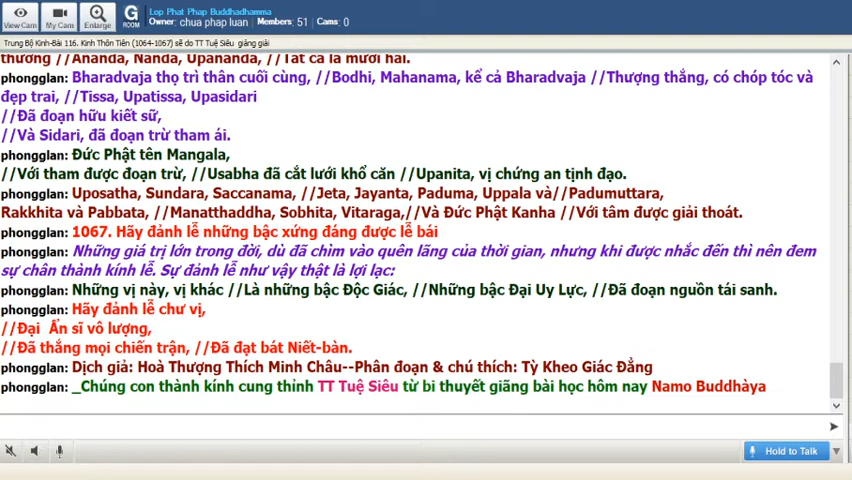 Lop Phat Phap Buddhadhamma
Owner: chua phap luan Members: 51 Cams: 0
View Cam
My Cam
Enlarge
G
ROOM
Trung Bộ Kinh-Bài 116. Kinh Thôn Tiên (1064-1067) sẽ do TT Tuệ Siêu giảng giải
thương //Ananda, Nanda, Upananda, //Tất cả là mười hai.
phongglan: Bharadvaja thọ trì thân cuối cùng, //Bodhi, Mahanama, kể cả Bharadvaja //Thượng thắng, có chóp tóc và
đẹp trai, //Tissa, Upatissa, Upasidari
//Đã đoạn hữu kiết sữ,
//Và Sidari, đã đoạn trừ tham ái.
phongglan: Đức Phật tên Mangala,
//Với tham được đoạn trừ, //Usabha đã cắt lưới khổ căn //Upanita, vị chứng an tịnh đạo.
phongglan: Uposatha, Sundara, Saccanama, //Jeta, Jayanta, Paduma, Uppala và//Padumuttara,
Rakkhita và Pabbata, //Manatthaddha, Sobhita, Vitaraga,//Và Đức Phật Kanha //Với tâm được giải thoát.
phongglan: 1067. Hãy đảnh lễ những bậc xứng đáng được lễ bái
phongglan: Những giá trị lớn trong đời, dù đã chìm vào quên lãng của thời gian, nhưng khi được nhắc đến thì nên đem
sự chân thành kính lễ. Sự đảnh lễ như vậy thật là lợi lạc:
phongglan: Những vị này, vị khác //Là những bậc Độc Giác, //Những bậc Đại Uy Lực, //Đã đoạn nguồn tái sanh.
phongglan: Hãy đảnh lễ chư vị,
//Đại Ẩn sĩ vô lượng,
//Đã thắng mọi chiến trận, //Đã đạt bát Niết-bàn.
phongglan: Dịch giả: Hoà Thượng Thích Minh Châu--Phân đoạn & chú thích: Tỳ Kheo Giác Đẳng
phongglan: _Chúng con thành kính cung thỉnh TT Tuệ Siêu từ bi thuyết giãng bài học hôm nay Namo Buddhàya
Hold to Talk